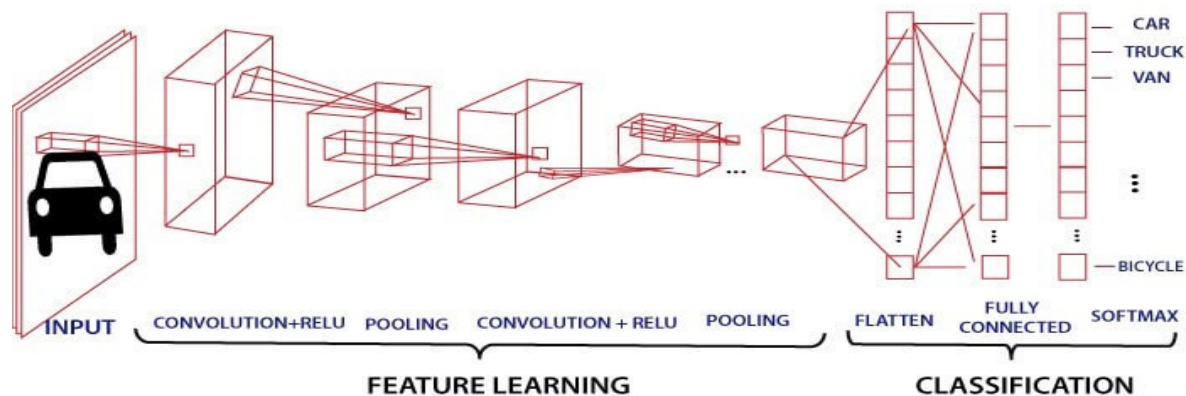 CAR
TRUCK
VAN
BICYCLE
INPUT
CONVOLUTION+RELU
POOLING
CONVOLUTION + RELU
POOLING
FLATTEN
FULLY
CONNECTED
SOFTMAX
FEATURE LEARNING
CLASSIFICATION